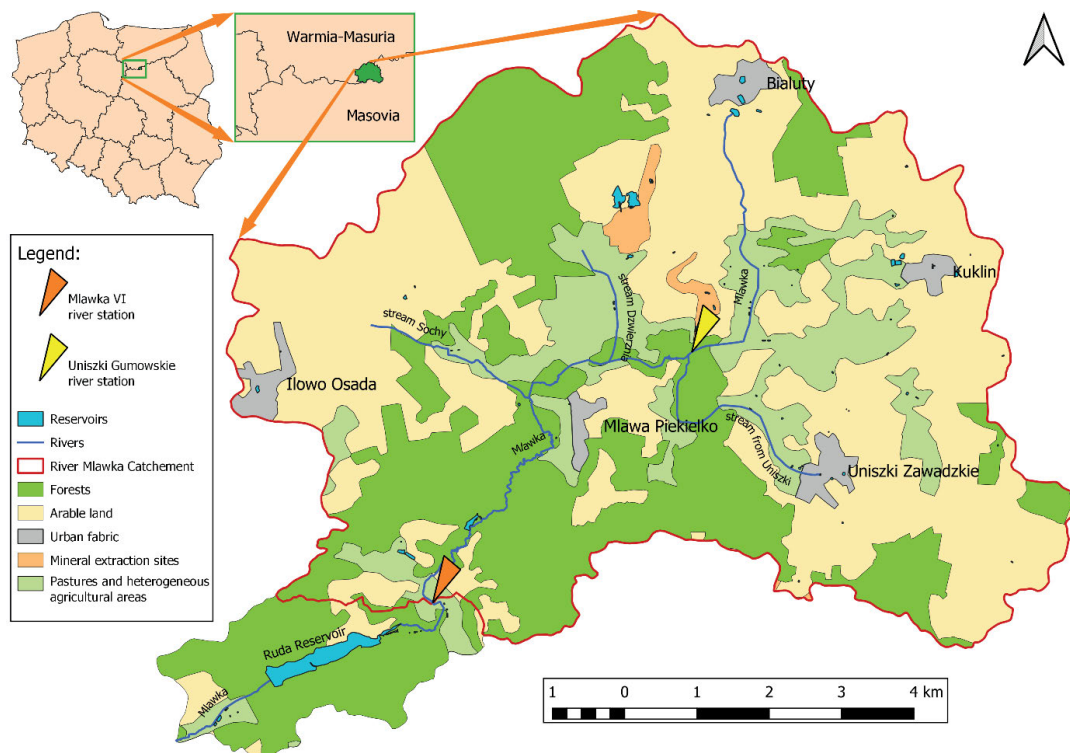 Warmia-Masuria
Masovia
Bialuty
Kuklin
Mlawka
stream Dzwierznia
stream Sochy
Ilowo Osada
Mlawa Piekielko
Mławka
stream from Uniszki
Uniszki Zawadzkie
Ruda Reservoir
Mlawka
Legend:
Mlawka VI
river station
Uniszki Gumowskie
river station
Reservoirs
Rivers
River Mlawka Catchement
Forests
Arable land
Urban fabric
Mineral extraction sites
Pastures and heterogeneous
agricultural areas
1 0 1 2 3 4 km